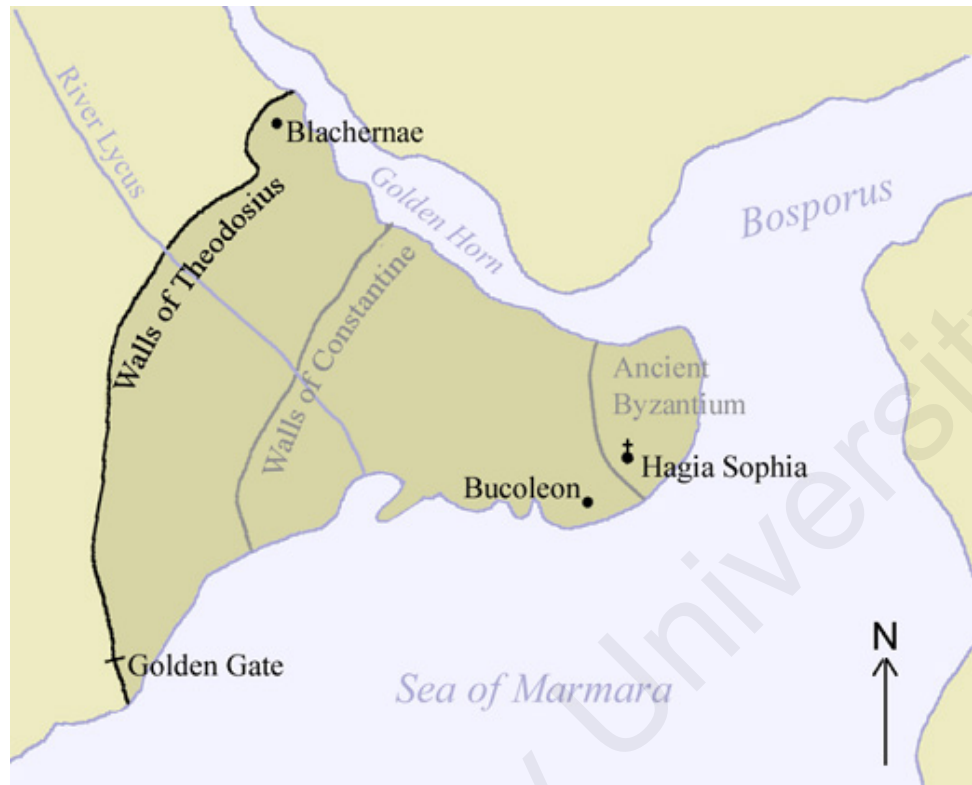 River Lycus
Blachernae
Golden Horn
Bosporus
Walls of Theodosius
Walls of Constantine
Ancient
Byzantium
Hagia Sophia
Bucoleon
Golden Gate
Sea of Marmara
N
y Universit